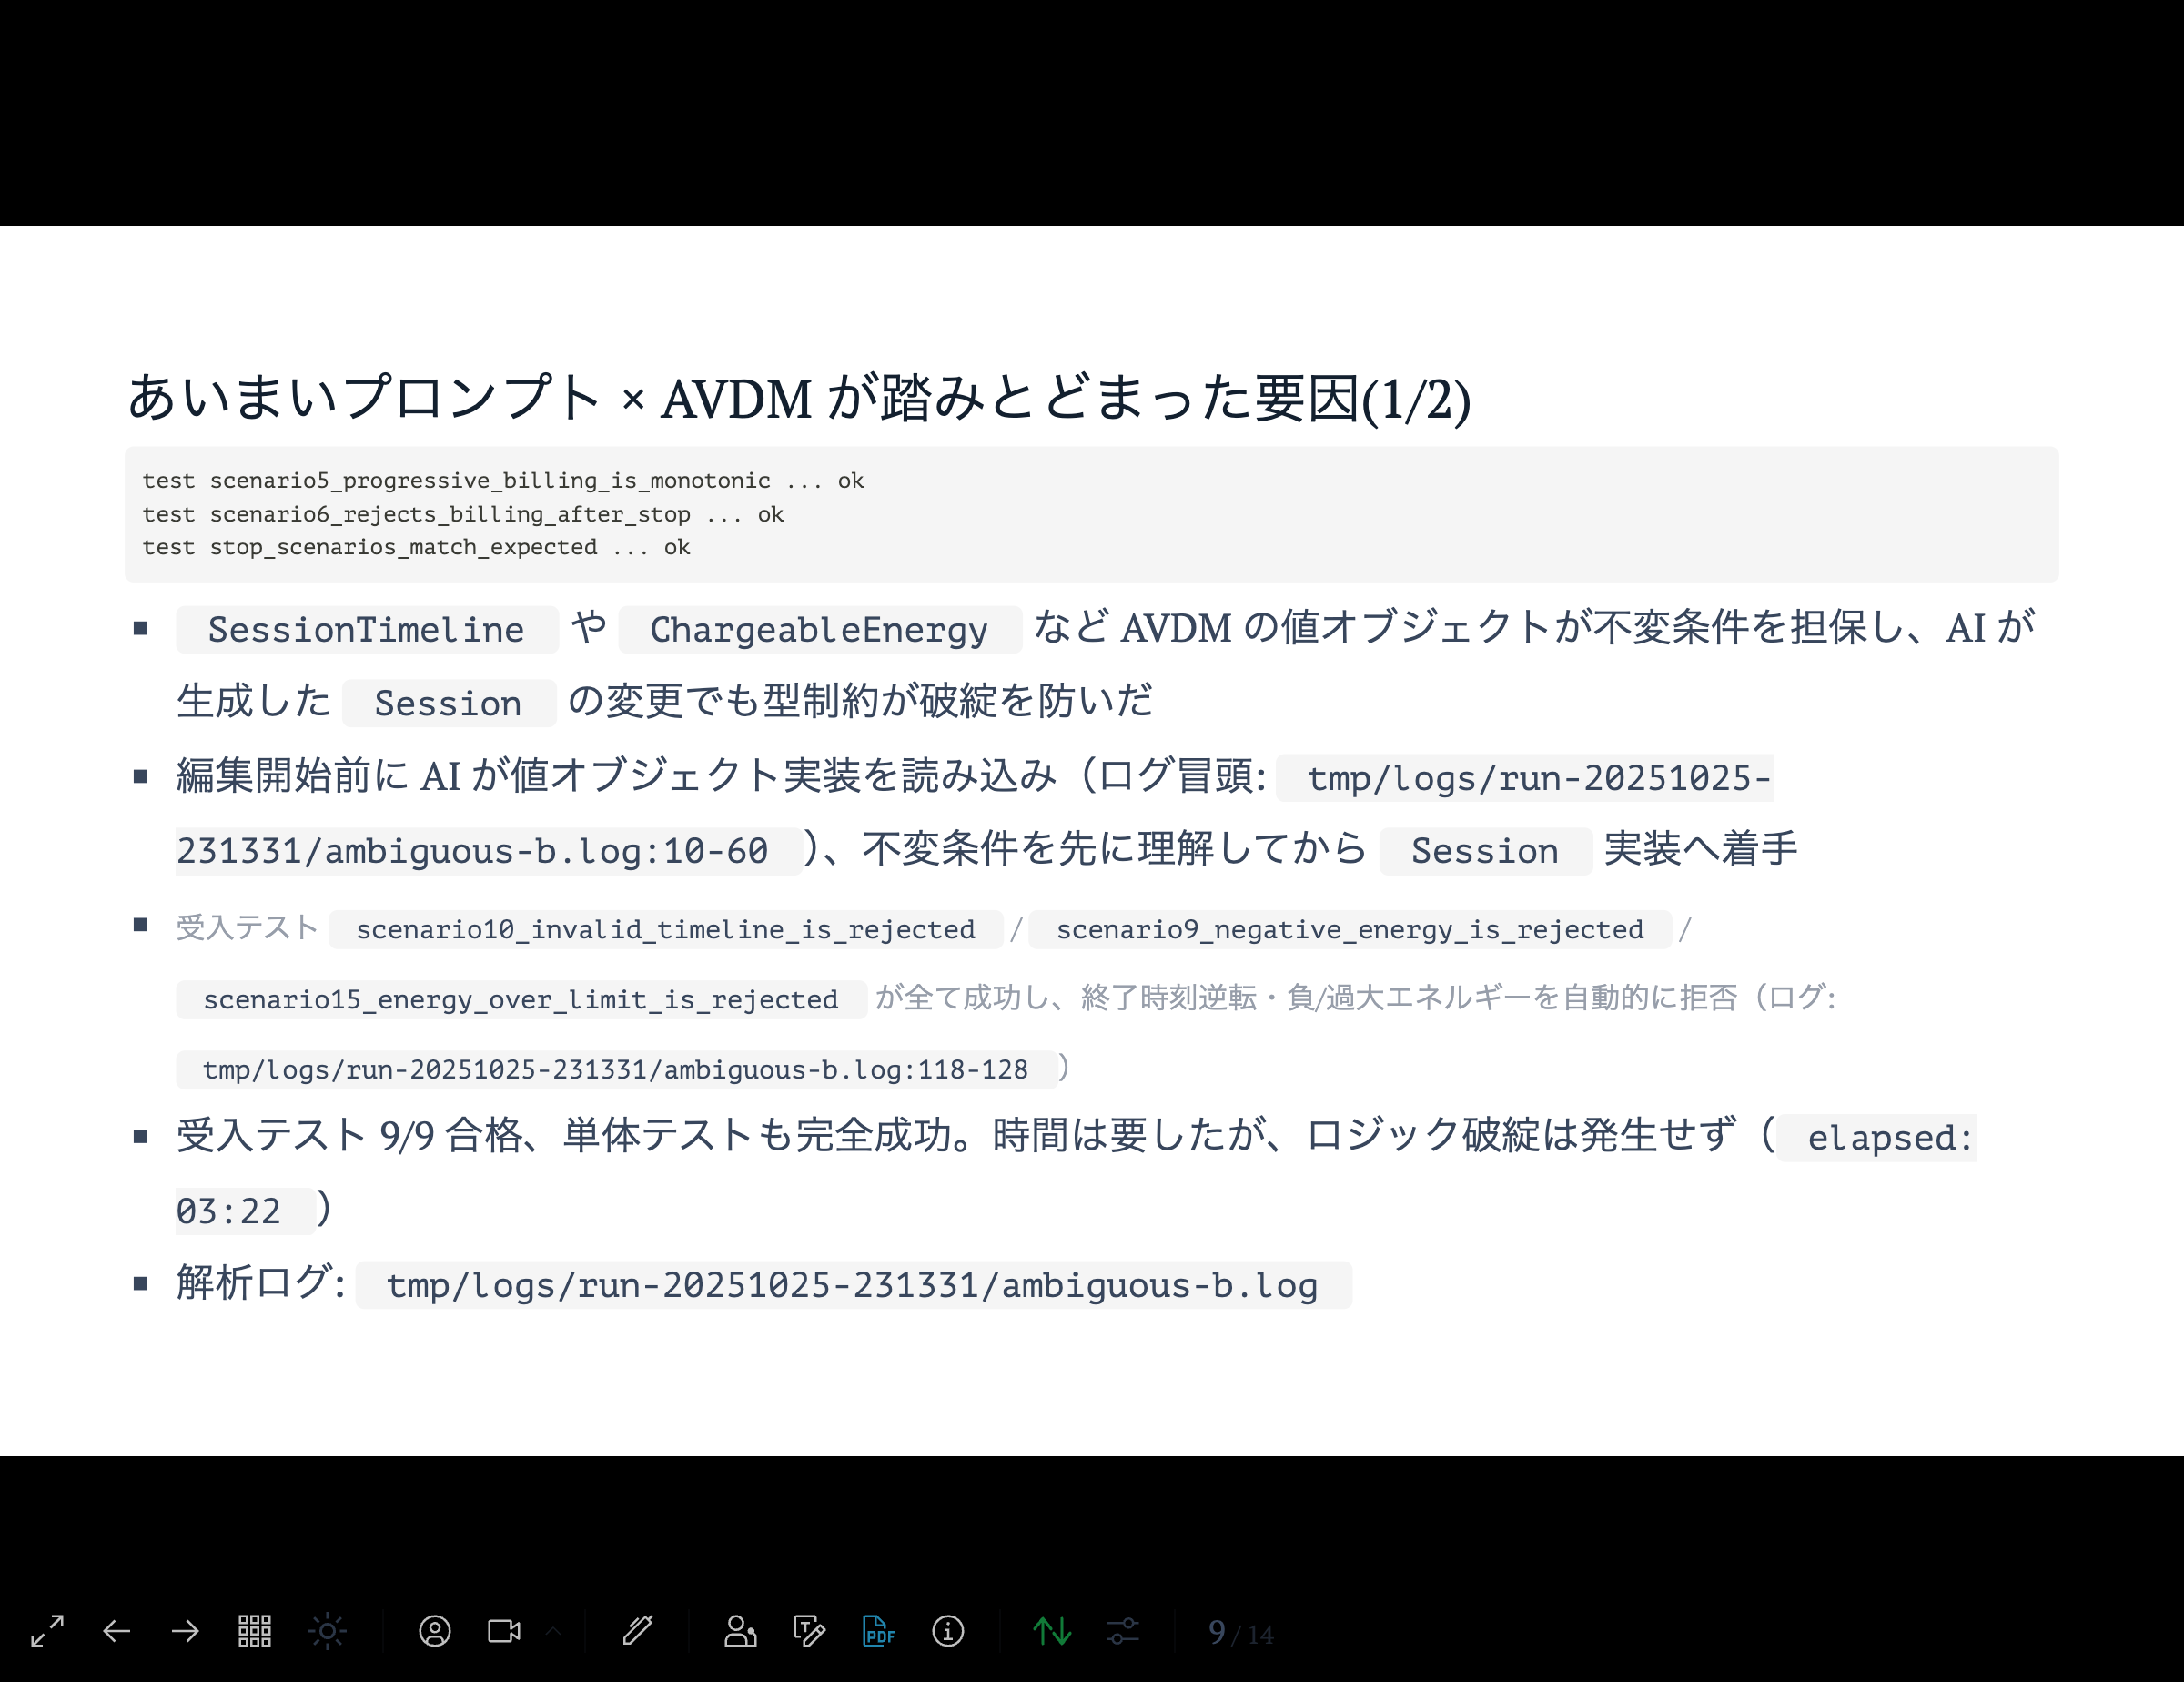 あいまいプロンプト × AVDM が踏みとどまった要因(1/2)
test scenario5_progressive_billing_is_monotonic ... ok
test scenario6_rejects_billing_after_stop ... ok
test stop_scenarios_match_expected ... ok
■ SessionTimeline や ChargeableEnergy など AVDM の値オブジェクトが不変条件を担保し、AI が
生成した Session の変更でも型制約が破綻を防いだ
■ 編集開始前に AI が値オブジェクト実装を読み込み（ログ冒頭: tmp/logs/run-20251025-
231331/ambiguous-b.log:10-60 ）、不変条件を先に理解してから Session 実装へ着手
■ 受入テスト scenario10_invalid_timeline_is_rejected / scenario9_negative_energy_is_rejected /
scenario15_energy_over_limit_is_rejected が全て成功し、終了時刻逆転・負/過大エネルギーを自動的に拒否（ログ:
tmp/logs/run-20251025-231331/ambiguous-b.log:118-128 ）
■ 受入テスト 9/9 合格、単体テストも完全成功。時間は要したが、ロジック破綻は発生せず（ elapsed:
03:22 ）
■ 解析ログ: tmp/logs/run-20251025-231331/ambiguous-b.log
PDF
9 / 14